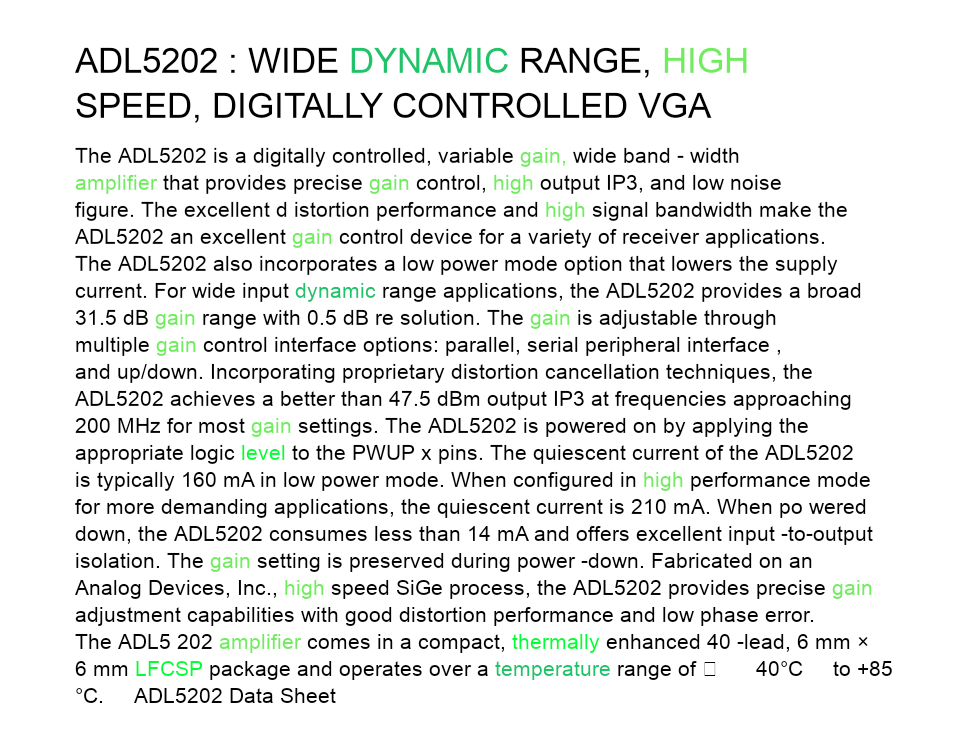 ADL5202 : WIDE DYNAMIC RANGE, HIGH
SPEED, DIGITALLY CONTROLLED VGA
The ADL5202 is a digitally controlled, variable gain, wide band - width
amplifier that provides precise gain control, high output IP3, and low noise
figure. The excellent d istortion performance and high signal bandwidth make the
ADL5202 an excellent gain control device for a variety of receiver applications.
The ADL5202 also incorporates a low power mode option that lowers the supply
current. For wide input dynamic range applications, the ADL5202 provides a broad
31.5 dB gain range with 0.5 dB re solution. The gain is adjustable through
multiple gain control interface options: parallel, serial peripheral interface ,
and up/down. Incorporating proprietary distortion cancellation techniques, the
ADL5202 achieves a better than 47.5 dBm output IP3 at frequencies approaching
200 MHz for most gain settings. The ADL5202 is powered on by applying the
appropriate logic level to the PWUP x pins. The quiescent current of the ADL5202
is typically 160 mA in low power mode. When configured in high performance mode
for more demanding applications, the quiescent current is 210 mA. When po wered
down, the ADL5202 consumes less than 14 mA and offers excellent input -to-output
isolation. The gain setting is preserved during power -down. Fabricated on an
Analog Devices, Inc., high speed SiGe process, the ADL5202 provides precise gain
adjustment capabilities with good distortion performance and low phase error.
The ADL5 202 amplifier comes in a compact, thermally enhanced 40 -lead, 6 mm ×
6 mm LFCSP package and operates over a temperature range of 40°C to +85
°C. ADL5202 Data Sheet